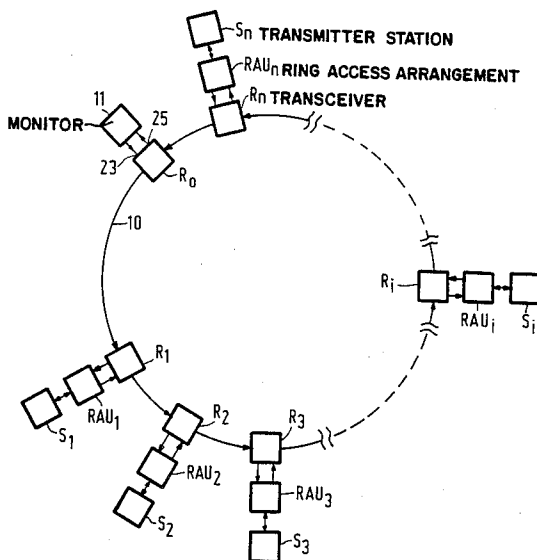 Sn TRANSMITTER STATION
RAUn RING ACCESS ARRANGEMENT
Rn TRANSCEIVER
11
MONITOR
25
23
R0
10
Ri
RAUi
Si
R1
RAU1
S1
R2
RAU2
S2
R3
RAU3
S3